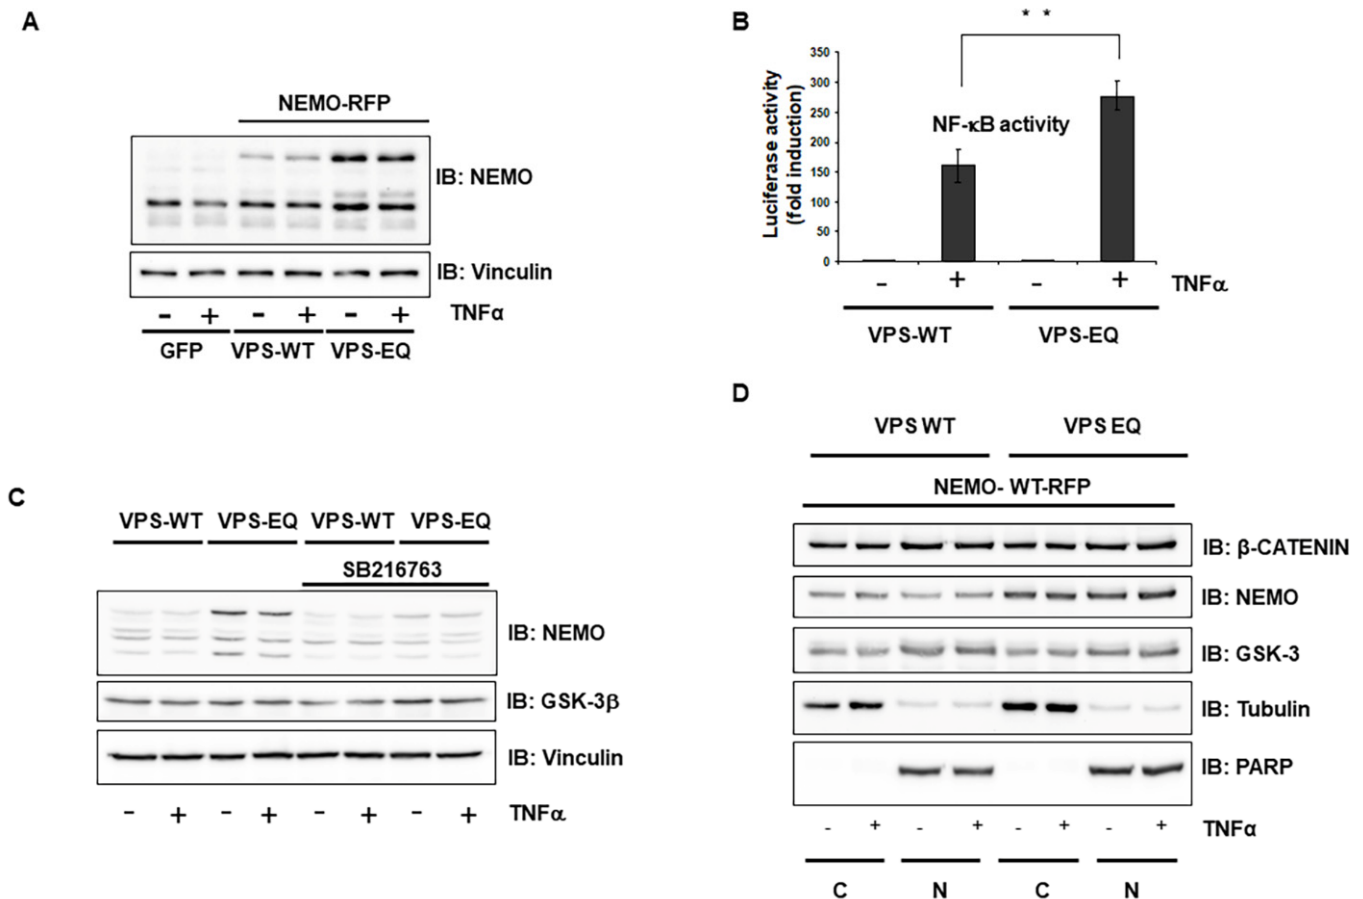 A
NEMO-RFP
IB: NEMO
IB: Vinculin
- + - + - + TNFα
GFP VPS-WT VPS-EQ
B
* *
350
300
250
200
150
100
50
0
Luciferase activity
(fold induction)
NF-κB activity
- + - + TNFα
VPS-WT VPS-EQ
C
VPS-WT VPS-EQ VPS-WT VPS-EQ
SB216763
IB: NEMO
IB: GSK-3β
IB: Vinculin
- + - + - + - + TNFα
D
VPS WT VPS EQ
NEMO- WT-RFP
IB: β-CATENIN
IB: NEMO
IB: GSK-3
IB: Tubulin
IB: PARP
- + - + - + - + TNFα
C N C N